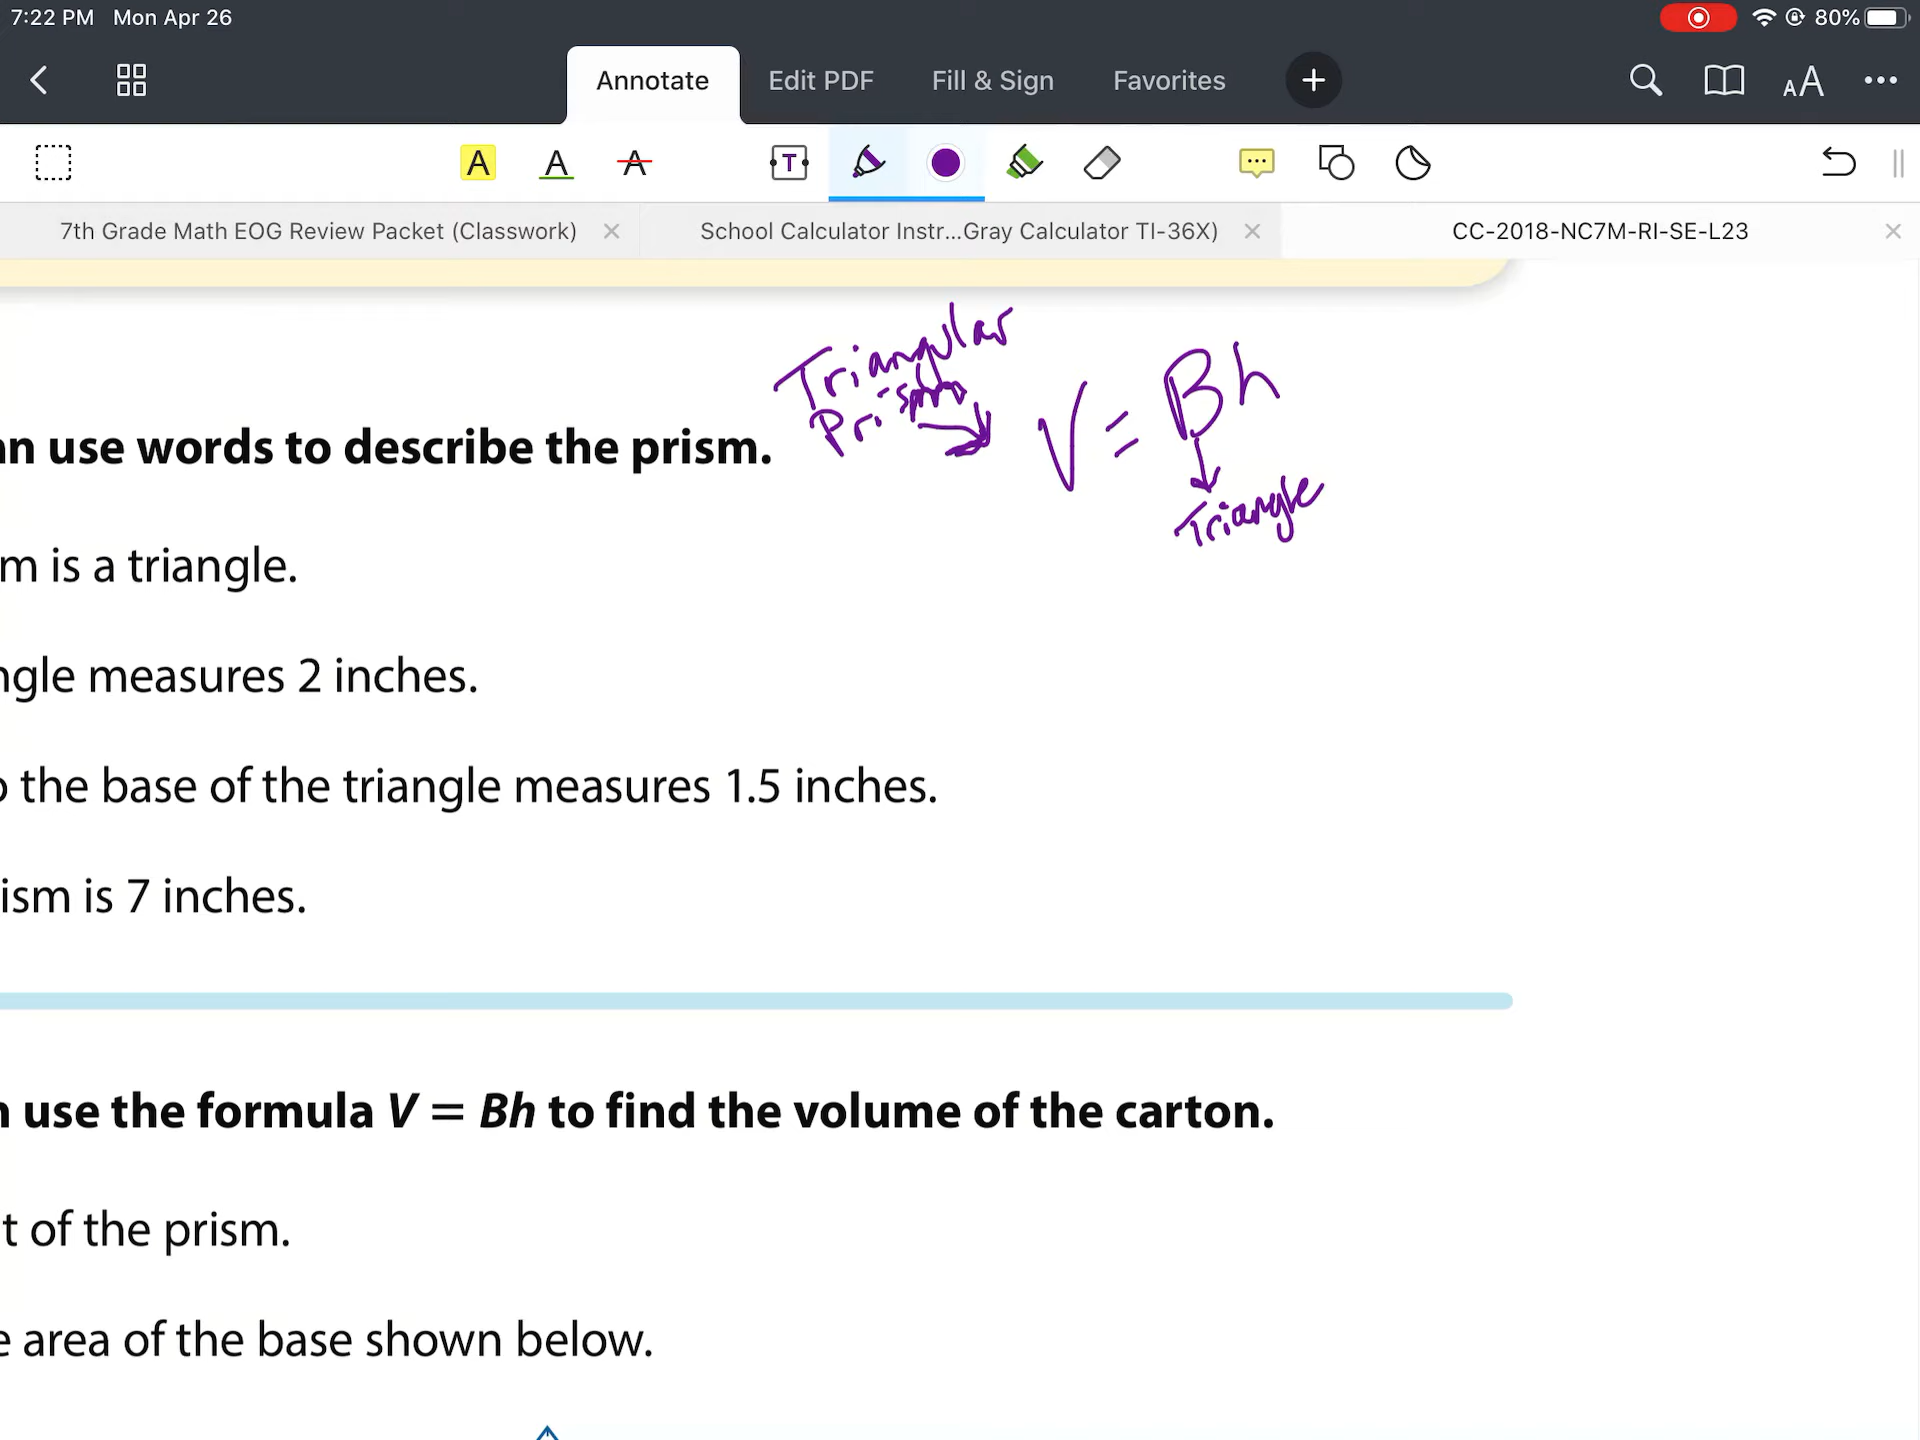 7:22 PM Mon Apr 26 80%
Annotate Edit PDF Fill & Sign Favorites +
AA
A A A T
7th Grade Math EOG Review Packet (Classwork) School Calculator Instr...Gray Calculator TI-36X) CC-2018-NC7M-RI-SE-L23
Triangular
Prism V = Bh
Triangle
an use words to describe the prism.
m is a triangle.
ngle measures 2 inches.
o the base of the triangle measures 1.5 inches.
ism is 7 inches.
n use the formula V = Bh to find the volume of the carton.
t of the prism.
e area of the base shown below.